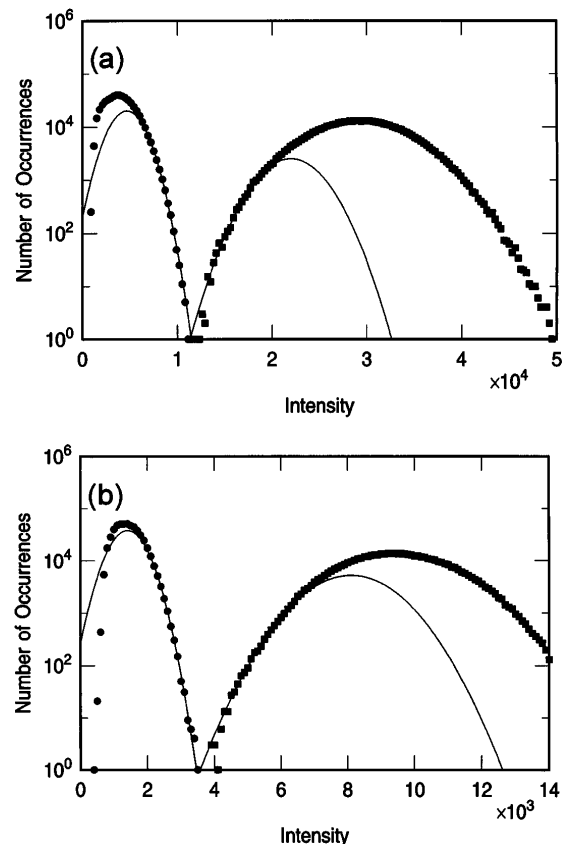 10^6
(a)
10^4
10^2
10^0
Number of Occurrences
0 1 2 3 4 5
×10^4
Intensity
10^6
(b)
10^4
10^2
10^0
Number of Occurrences
0 2 4 6 8 10 12 14
×10^3
Intensity